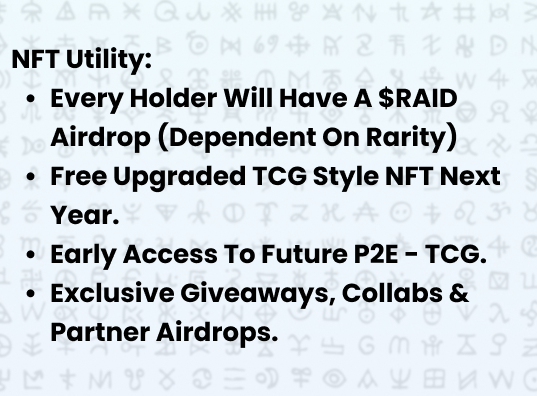 NFT Utility:
• Every Holder Will Have A $RAID
Airdrop (Dependent On Rarity)
• Free Upgraded TCG Style NFT Next
Year.
• Early Access To Future P2E - TCG.
• Exclusive Giveaways, Collabs &
Partner Airdrops.